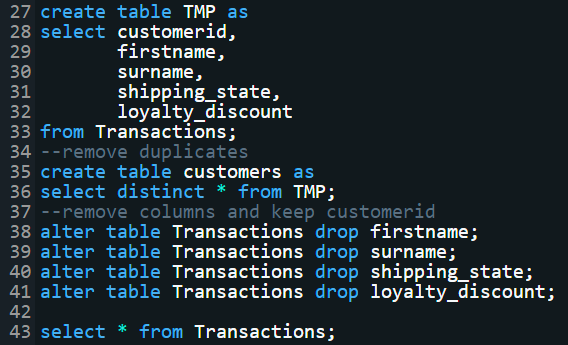 27 create table TMP as
28 select customerid,
29 firstname,
30 surname,
31 shipping_state,
32 loyalty_discount
33 from Transactions;
34 --remove duplicates
35 create table customers as
36 select distinct * from TMP;
37 --remove columns and keep customerid
38 alter table Transactions drop firstname;
39 alter table Transactions drop surname;
40 alter table Transactions drop shipping_state;
41 alter table Transactions drop loyalty_discount;
42
43 select * from Transactions;